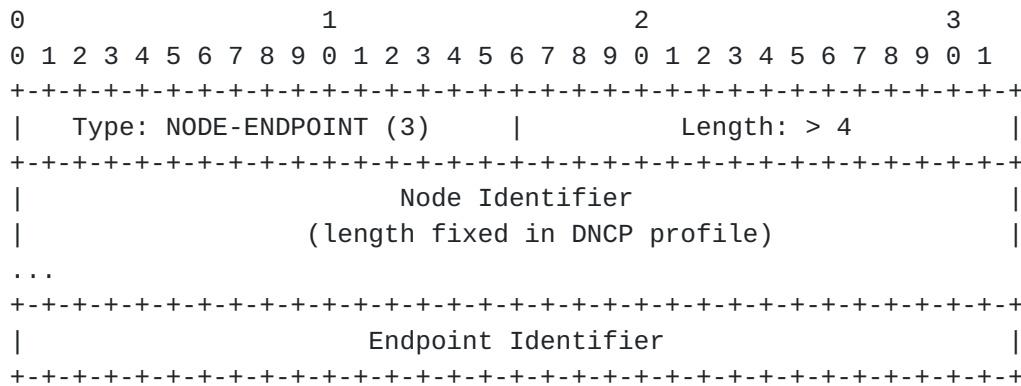 0                   1                   2                   3
0 1 2 3 4 5 6 7 8 9 0 1 2 3 4 5 6 7 8 9 0 1 2 3 4 5 6 7 8 9 0 1
+-+-+-+-+-+-+-+-+-+-+-+-+-+-+-+-+-+-+-+-+-+-+-+-+-+-+-+-+-+-+-+-+
|   Type: NODE-ENDPOINT (3)     |          Length: > 4          |
+-+-+-+-+-+-+-+-+-+-+-+-+-+-+-+-+-+-+-+-+-+-+-+-+-+-+-+-+-+-+-+-+
|                        Node Identifier                        |
|                  (length fixed in DNCP profile)               |
...
+-+-+-+-+-+-+-+-+-+-+-+-+-+-+-+-+-+-+-+-+-+-+-+-+-+-+-+-+-+-+-+-+
|                      Endpoint Identifier                      |
+-+-+-+-+-+-+-+-+-+-+-+-+-+-+-+-+-+-+-+-+-+-+-+-+-+-+-+-+-+-+-+-+